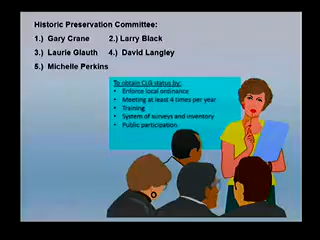 Historic Preservation Committee:
1.) Gary Crane 2.) Larry Black
3.) Laurie Glauth 4.) David Langley
5.) Michelle Perkins
To obtain CLG status by:
• Enforce local ordinance
• Meeting at least 4 times per year
• Training
• System of surveys and inventory
• Public participation